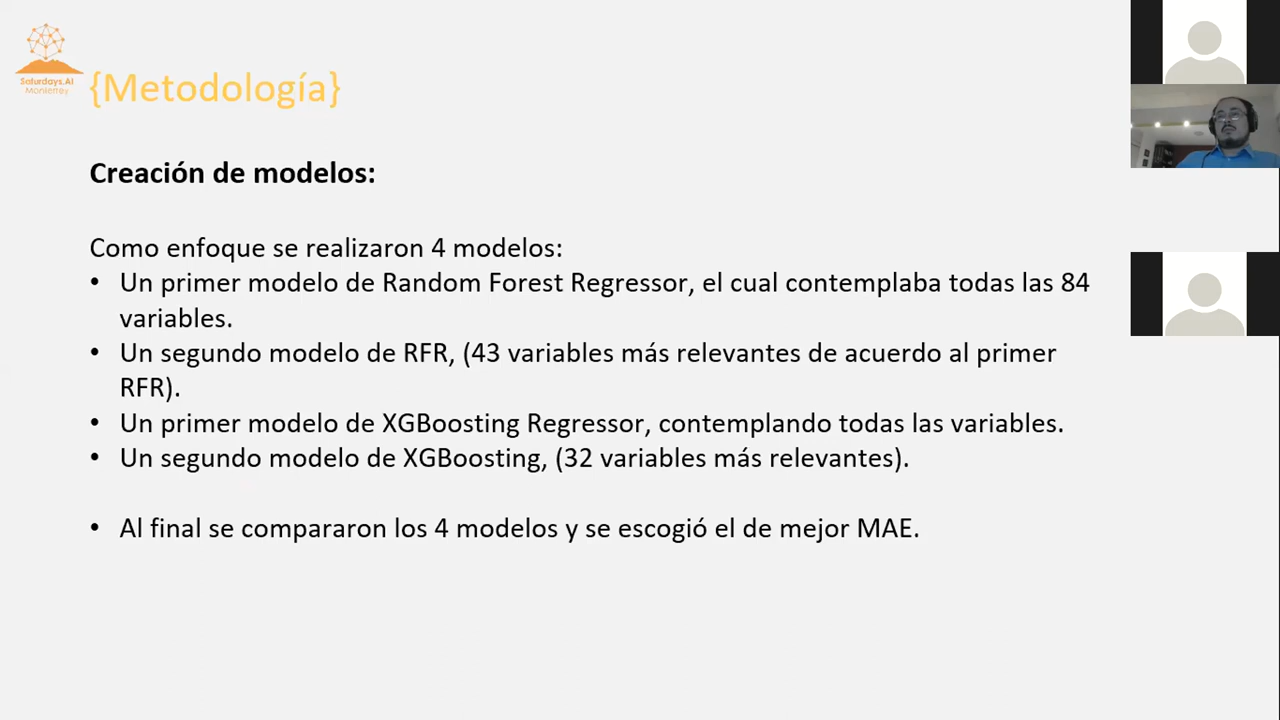 Saturdays.AI
Monterrey
{Metodología}
Creación de modelos:
Como enfoque se realizaron 4 modelos:
• Un primer modelo de Random Forest Regressor, el cual contemplaba todas las 84
variables.
• Un segundo modelo de RFR, (43 variables más relevantes de acuerdo al primer
RFR).
• Un primer modelo de XGBoosting Regressor, contemplando todas las variables.
• Un segundo modelo de XGBoosting, (32 variables más relevantes).
• Al final se compararon los 4 modelos y se escogió el de mejor MAE.